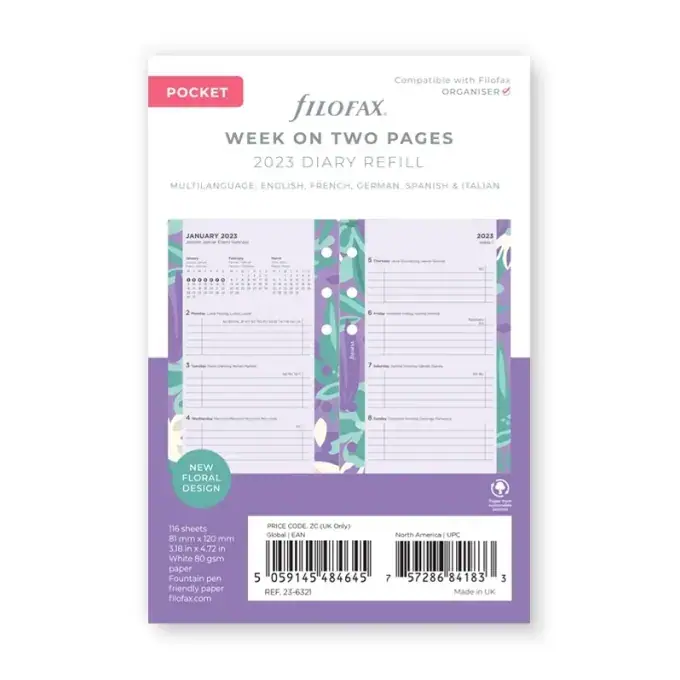 POCKET
Compatible with Filofax
ORGANISER
FILOFAX
WEEK ON TWO PAGES
2023 DIARY REFILL
MULTILANGUAGE, ENGLISH, FRENCH, GERMAN, SPANISH & ITALIAN
JANUARY 2023
2023
2 Monday
3 Tuesday
4 Wednesday
5 Thursday
6 Friday
7 Saturday
8 Sunday
NEW
FLORAL
DESIGN
116 sheets
81 mm x 120 mm
3.18 in x 4.72 in
White 80 gsm
paper
Fountain pen
friendly paper
filofax.com
PRICE CODE, ZC (UK Only)
Global | EAN
North America | UPC
5 059145 484645
7 57286 84183 3
REF. 23-6321
Made in UK